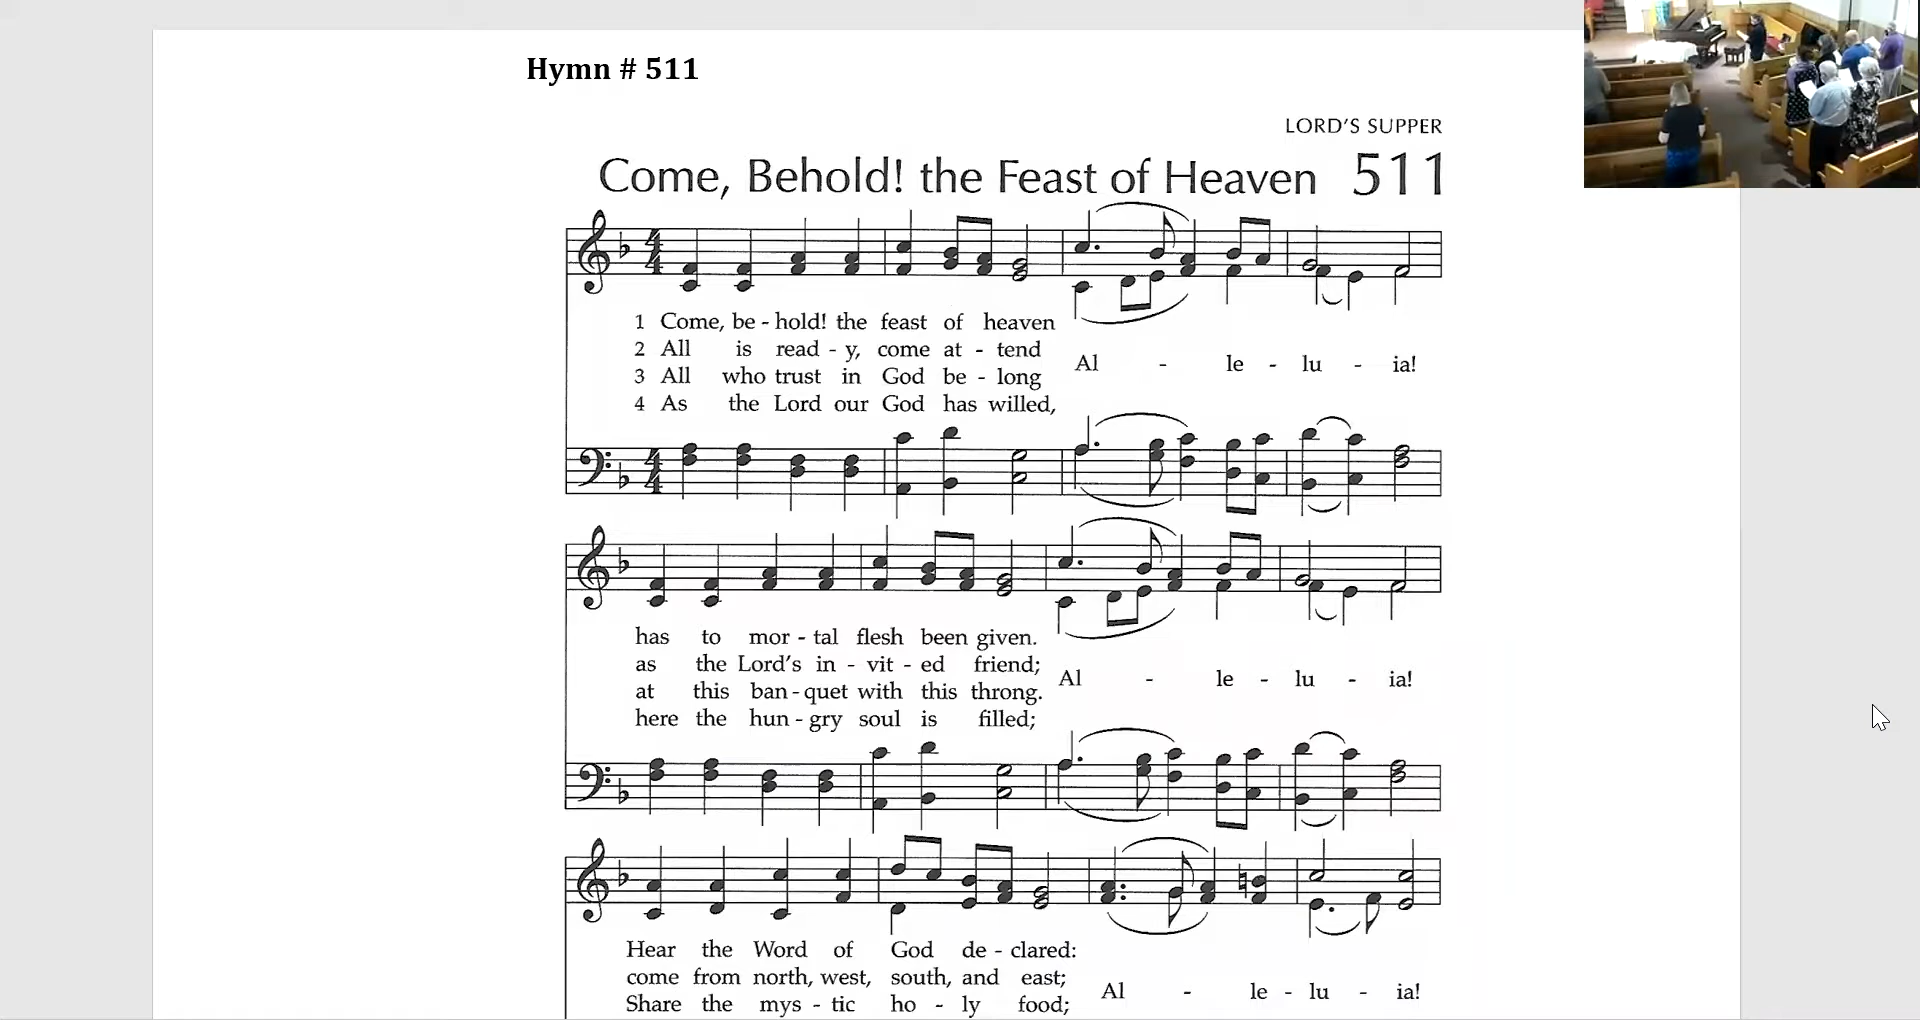 Hymn # 511
LORD'S SUPPER
Come, Behold! the Feast of Heaven 511
1 Come, be - hold! the feast of heaven
2 All is read - y, come at - tend
3 All who trust in God be - long
4 As the Lord our God has willed,
Al - le - lu - ia!
has to mor - tal flesh been given.
as the Lord's in - vit - ed friend;
at this ban - quet with this throng.
here the hun - gry soul is filled;
Al - le - lu - ia!
Hear the Word of God de - clared:
come from north, west, south, and east;
Share the mys - tic ho - ly food;
Al - le - lu - ia!